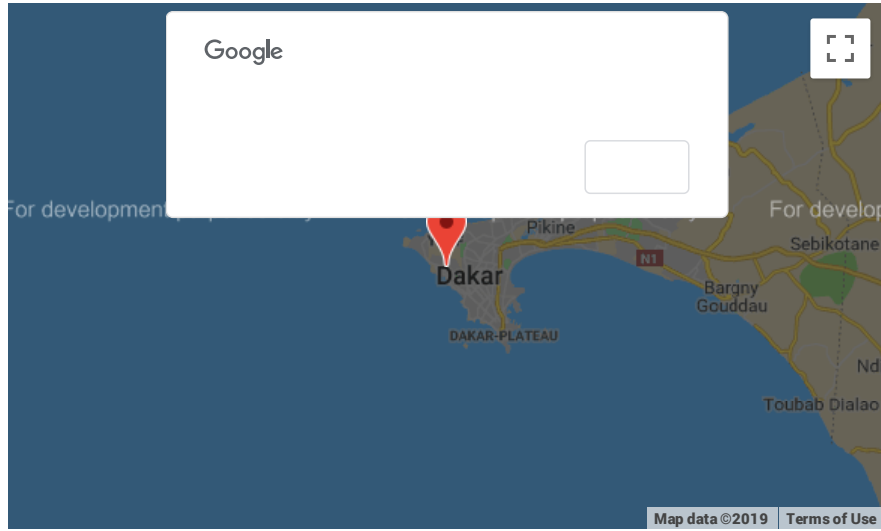 Google
For development
For develop
Pikine
Sebikotane
N1
Dakar
Bargny
Gouddau
DAKAR-PLATEAU
Nd
Toubab Dialao
Map data ©2019
Terms of Use